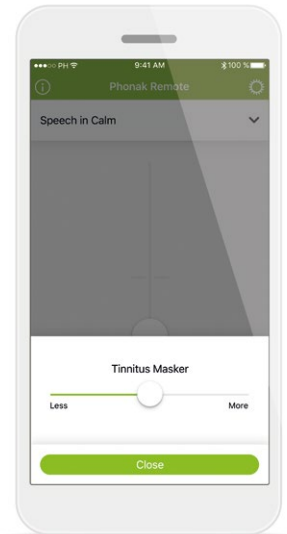 ●●●○○ PH 9:41 AM 100 %
Phonak Remote
Speech in Calm
Tinnitus Masker
Less More
Close